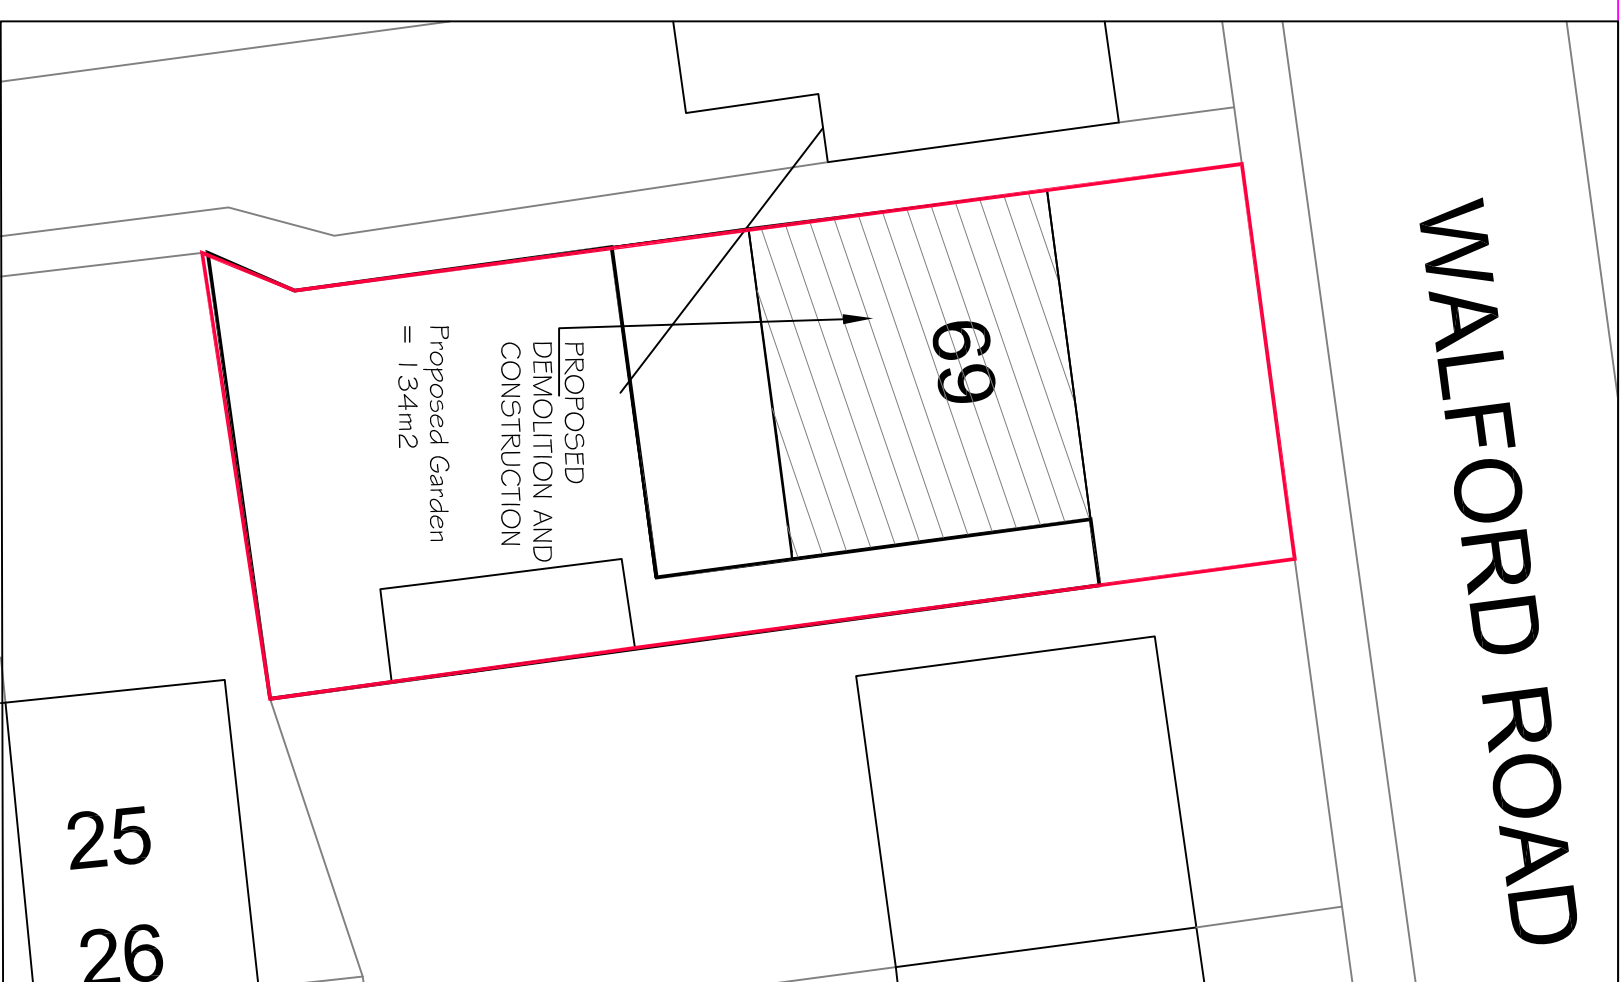 WALFORD ROAD
69
PROPOSED
DEMOLITION AND
CONSTRUCTION
Proposed Garden
= 134m2
25
26